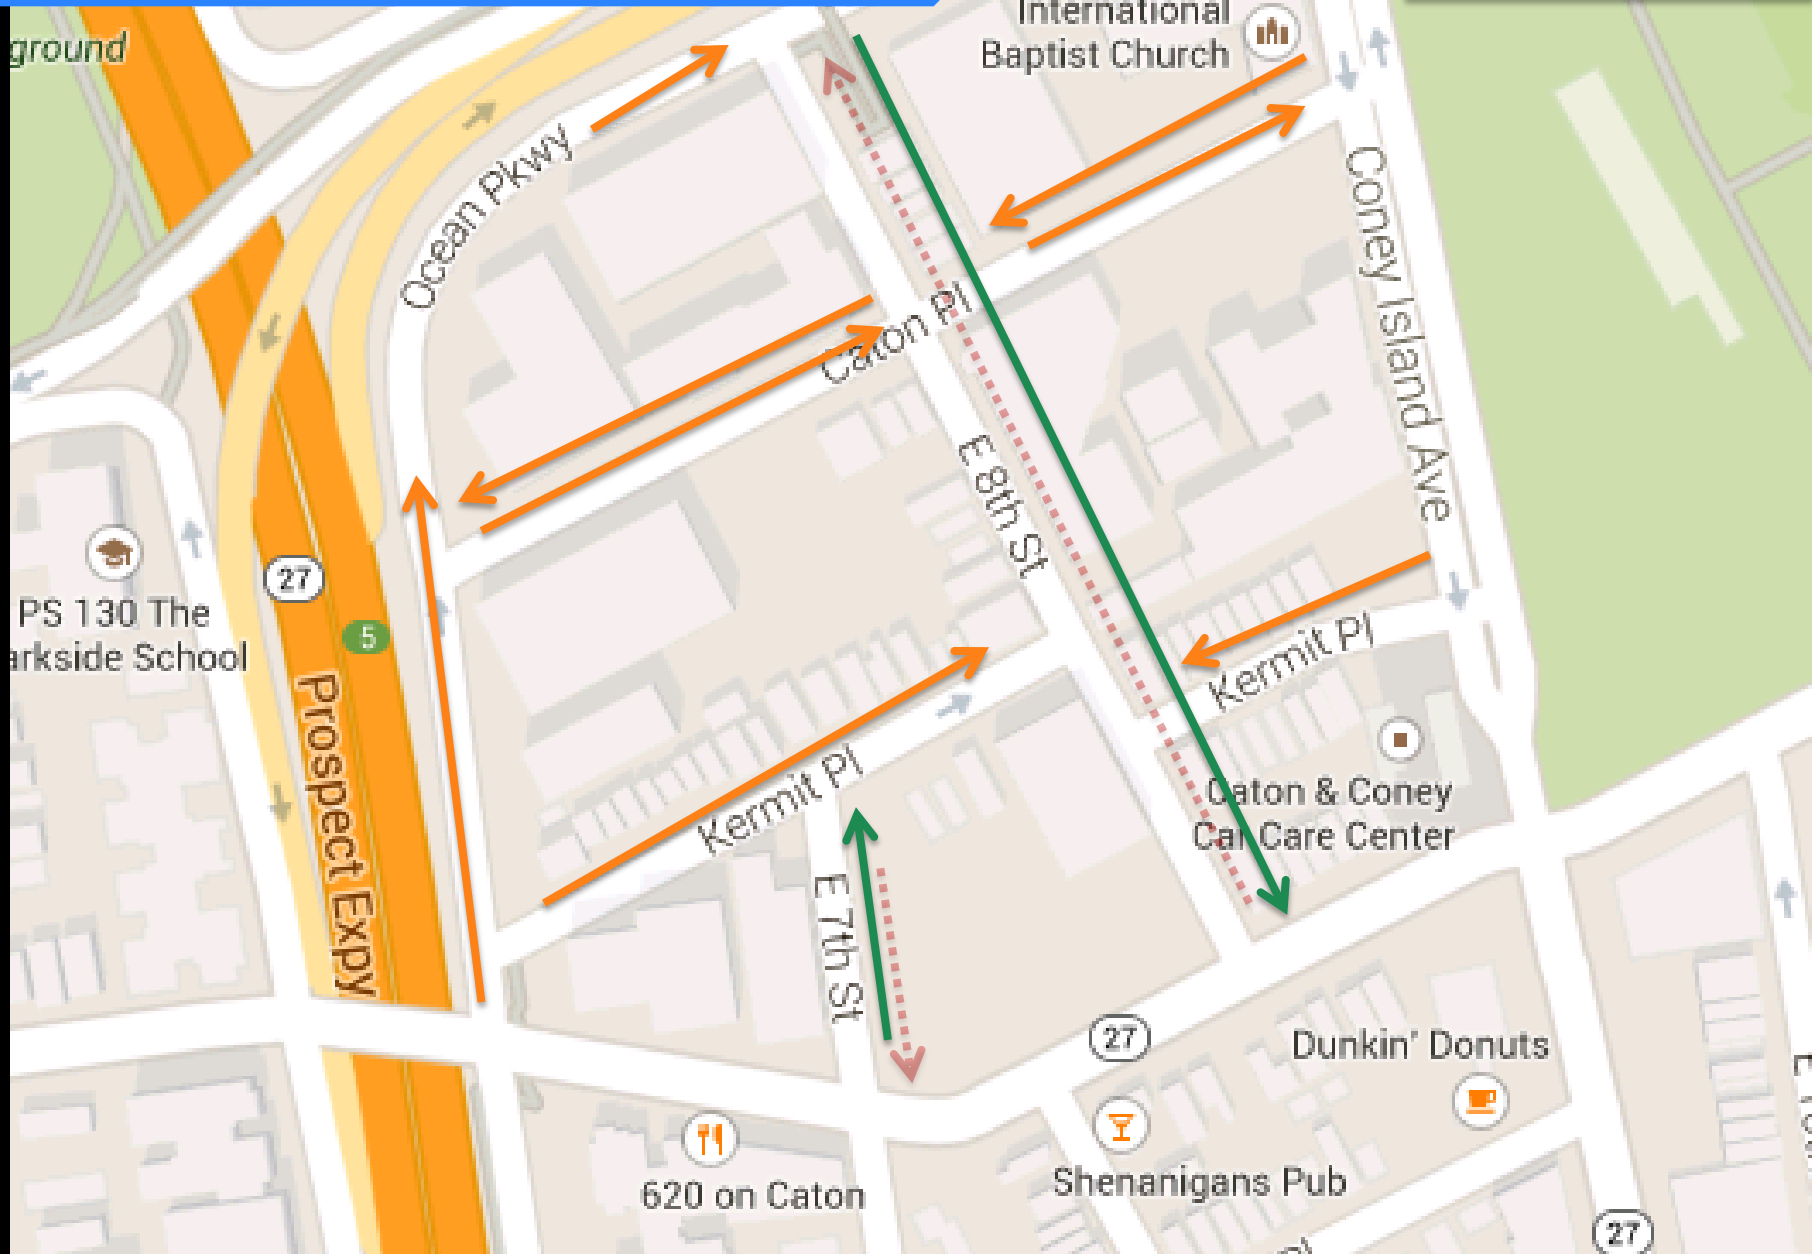 ground
International
Baptist Church
Ocean Pkwy
Coney Island Ave
Caton Pl
E 8th St
27
PS 130 The
arkside School
5
Kermit Pl
Prospect Expy
Kermit Pl
Caton & Coney
Car Care Center
E 7th St
27
Dunkin' Donuts
620 on Caton
Shenanigans Pub
27
Pl